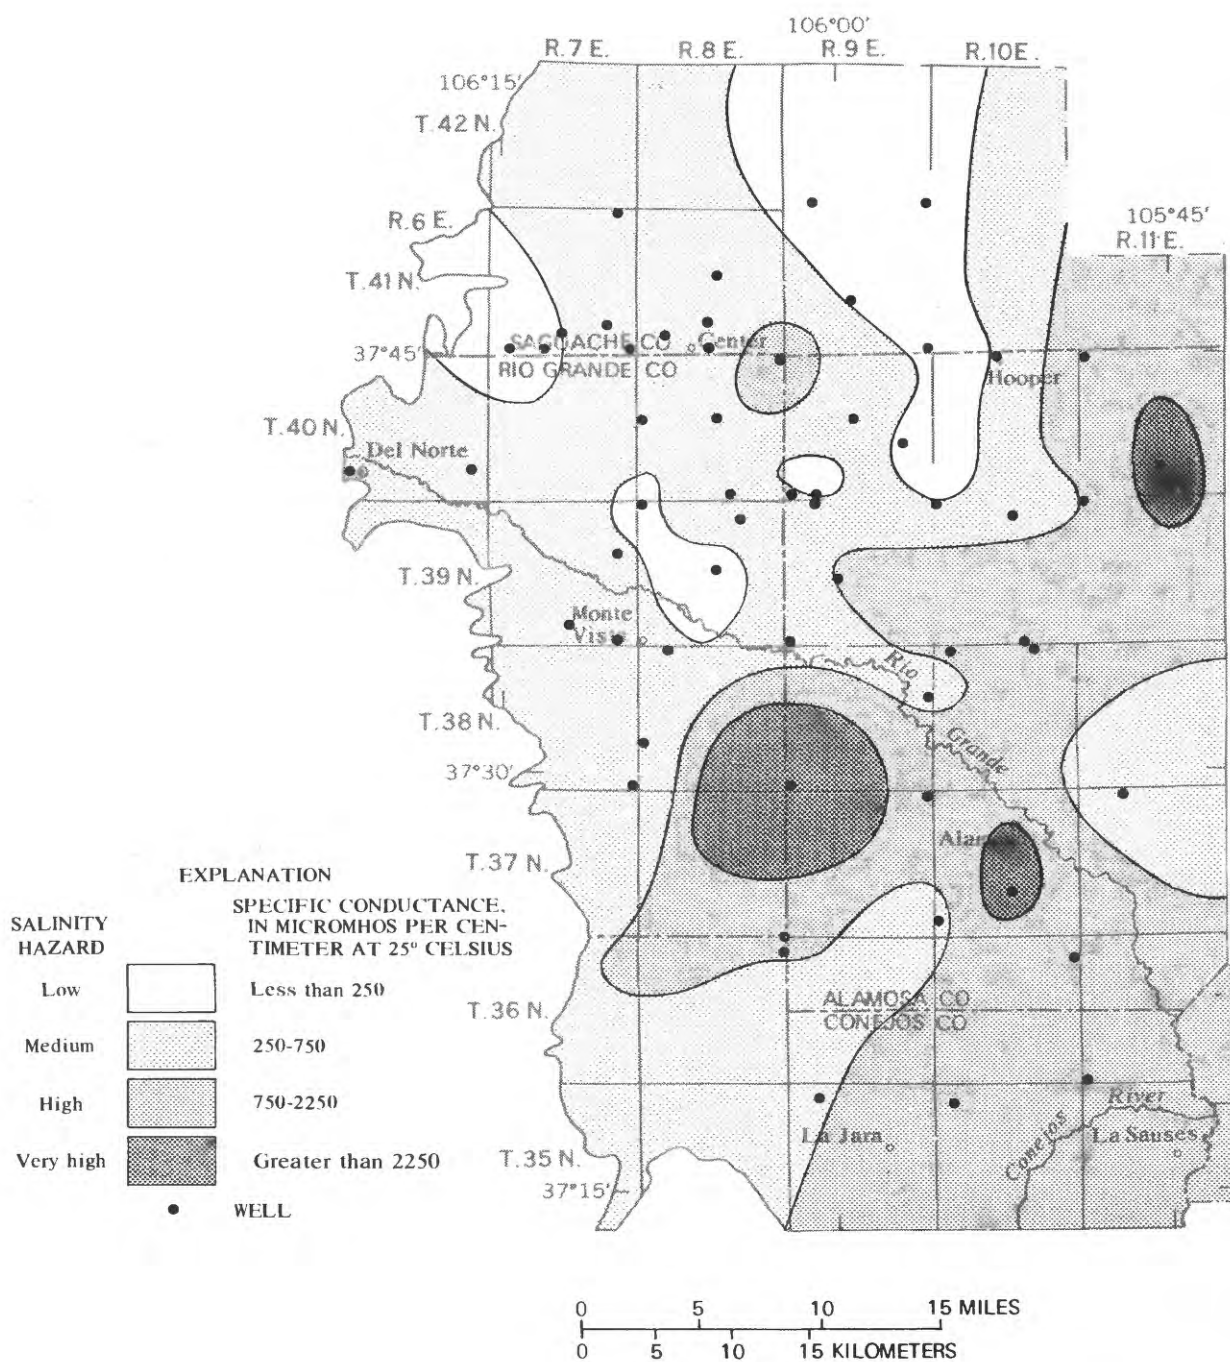 106°00'
R.7 E.
R.8 E.
R.9 E.
R.10 E.
106°15'
T.42 N.
R.6 E.
105°45'
R.11 E.
T.41 N.
37°45'
SAGUACHE CO
Center
RIO GRANDE CO
Hooper
T.40 N.
Del Norte
T.39 N.
Monte
Vista
Rio
Grande
T.38 N.
37°30'
T.37 N.
EXPLANATION
SALINITY
HAZARD
SPECIFIC CONDUCTANCE,
IN MICROMHOS PER CEN-
TIMETER AT 25° CELSIUS
Low
Less than 250
Medium
250-750
High
750-2250
Very high
Greater than 2250
WELL
ALAMOSA CO
CONEJOS CO
T.36 N.
La Jara
Conejos
River
La Sauses
T.35 N.
37°15'
0 5 10 15 MILES
0 5 10 15 KILOMETERS